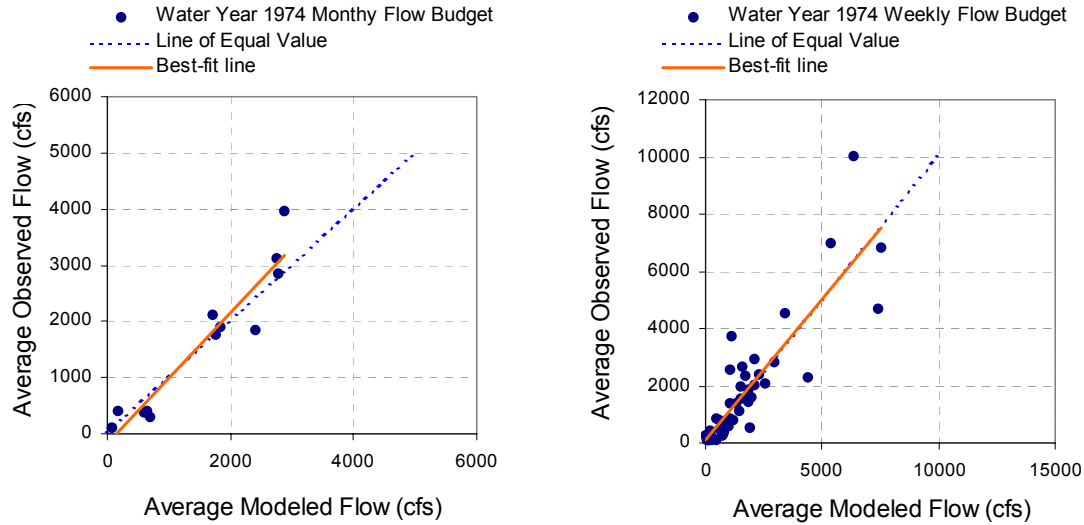 Water Year 1974 Monthy Flow Budget
Line of Equal Value
Best-fit line
6000
5000
4000
3000
2000
1000
0
0 2000 4000 6000
Average Observed Flow (cfs)
Average Modeled Flow (cfs)
Water Year 1974 Weekly Flow Budget
Line of Equal Value
Best-fit line
12000
10000
8000
6000
4000
2000
0
0 5000 10000 15000
Average Observed Flow (cfs)
Average Modeled Flow (cfs)